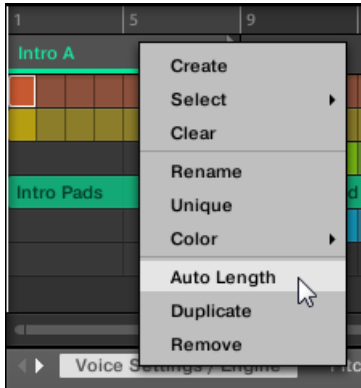 1 5 9
Intro A
Create
Select
Clear
Rename
Intro Pads
Unique
Color
Auto Length
Duplicate
Remove
Voice Settings / Engine